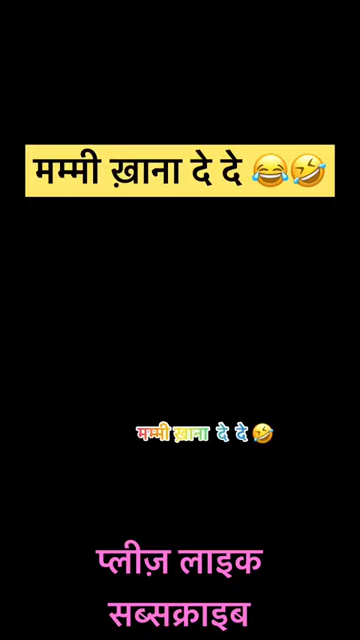 मम्मी ख़ाना दे दे 😂🤣
मम्मी ख़ाना दे दे 🤣
प्लीज़ लाइक
सब्सक्राइब